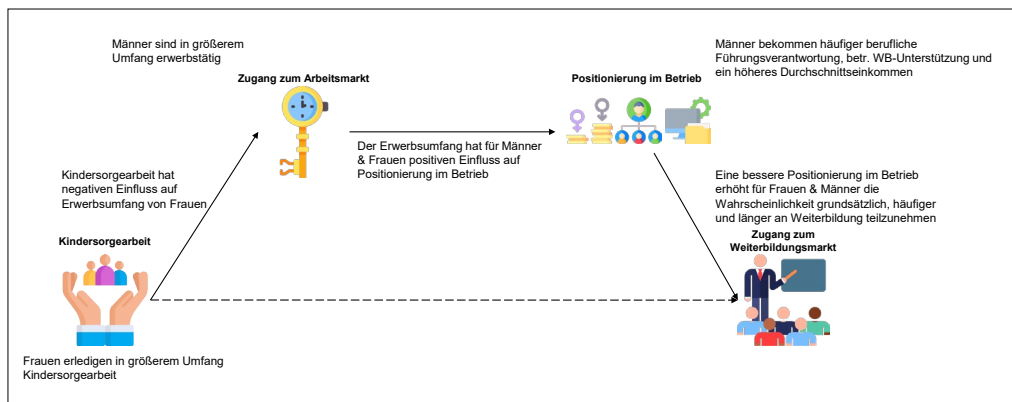 Männer sind in größerem
Umfang erwerbstätig
Zugang zum Arbeitsmarkt
Positionierung im Betrieb
Männer bekommen häufiger berufliche
Führungsverantwortung, betr. WB-Unterstützung und
ein höheres Durchschnittseinkommen
Der Erwerbsumfang hat für Männer
& Frauen positiven Einfluss auf
Positionierung im Betrieb
Kindersorgearbeit hat
negativen Einfluss auf
Erwerbsumfang von Frauen
Eine bessere Positionierung im Betrieb
erhöht für Frauen & Männer die
Wahrscheinlichkeit grundsätzlich, häufiger
und länger an Weiterbildung teilzunehmen
Kindersorgearbeit
Zugang zum
Weiterbildungsmarkt
Frauen erledigen in größerem Umfang
Kindersorgearbeit